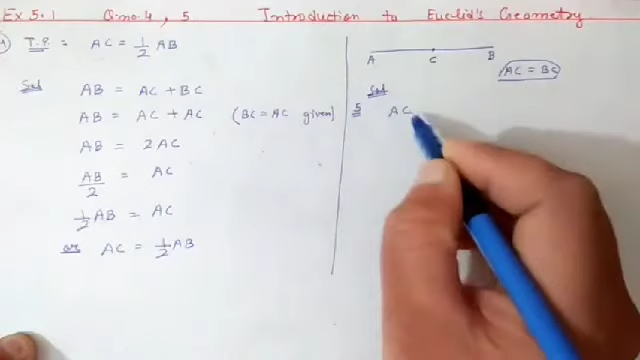 Ex 5.1 Q.no. 4, 5 Introduction to Euclid's Geometry
T.P. : AC = 1/2 AB
Sol
AB = AC + BC
AB = AC + AC (BC = AC given)
AB = 2AC
AB/2 = AC
1/2 AB = AC
or AC = 1/2 AB
A C B
AC = BC
Sol
5 AC